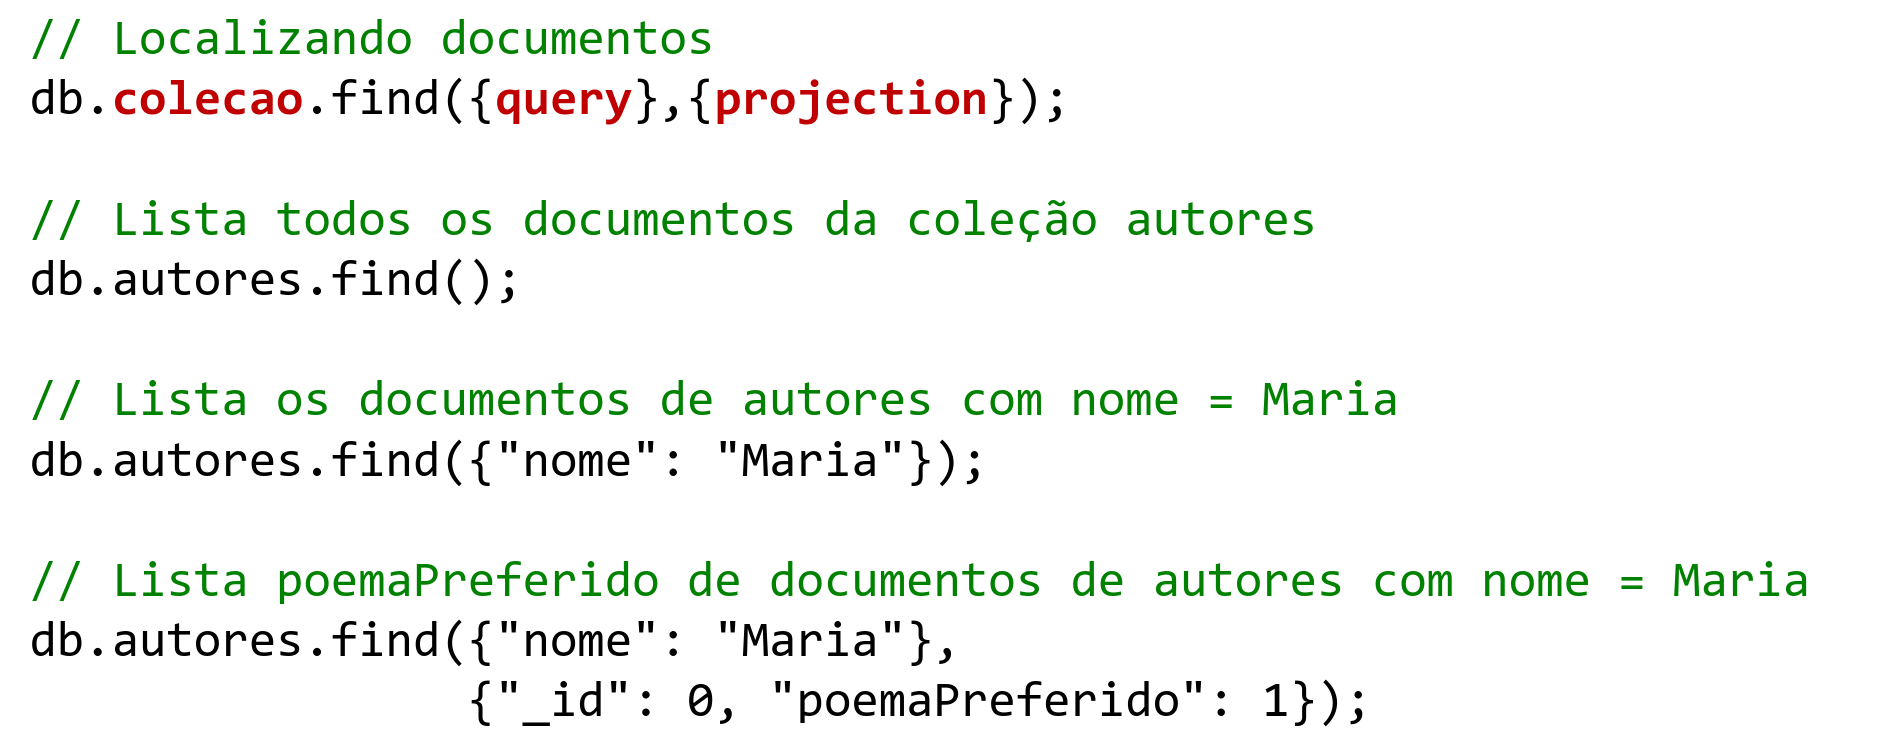 // Localizando documentos
db.colecao.find({query},{projection});
// Lista todos os documentos da coleção autores
db.autores.find();
// Lista os documentos de autores com nome = Maria
db.autores.find({"nome": "Maria"});
// Lista poemaPreferido de documentos de autores com nome = Maria
db.autores.find({"nome": "Maria"},
{"_id": 0, "poemaPreferido": 1});